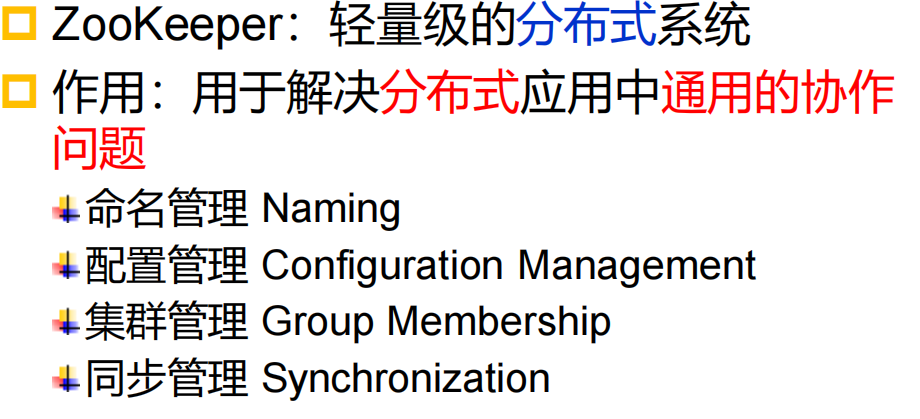 ZooKeeper：轻量级的分布式系统
作用：用于解决分布式应用中通用的协作
问题
命名管理 Naming
配置管理 Configuration Management
集群管理 Group Membership
同步管理 Synchronization